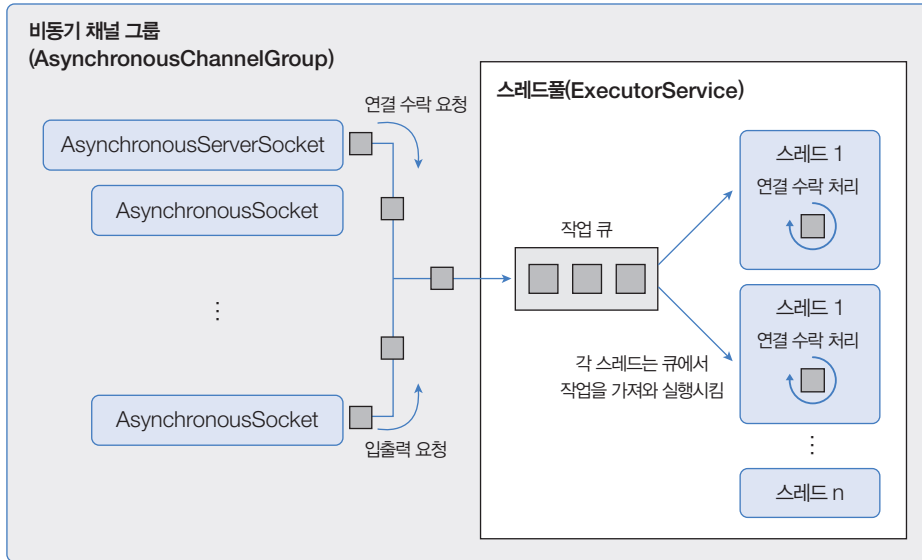 비동기 채널 그룹
(AsynchronousChannelGroup)
연결 수락 요청
AsynchronousServerSocket
AsynchronousSocket
⋮
AsynchronousSocket
입출력 요청
스레드풀(ExecutorService)
작업 큐
각 스레드는 큐에서
작업을 가져와 실행시킴
스레드 1
연결 수락 처리
스레드 1
연결 수락 처리
⋮
스레드 n